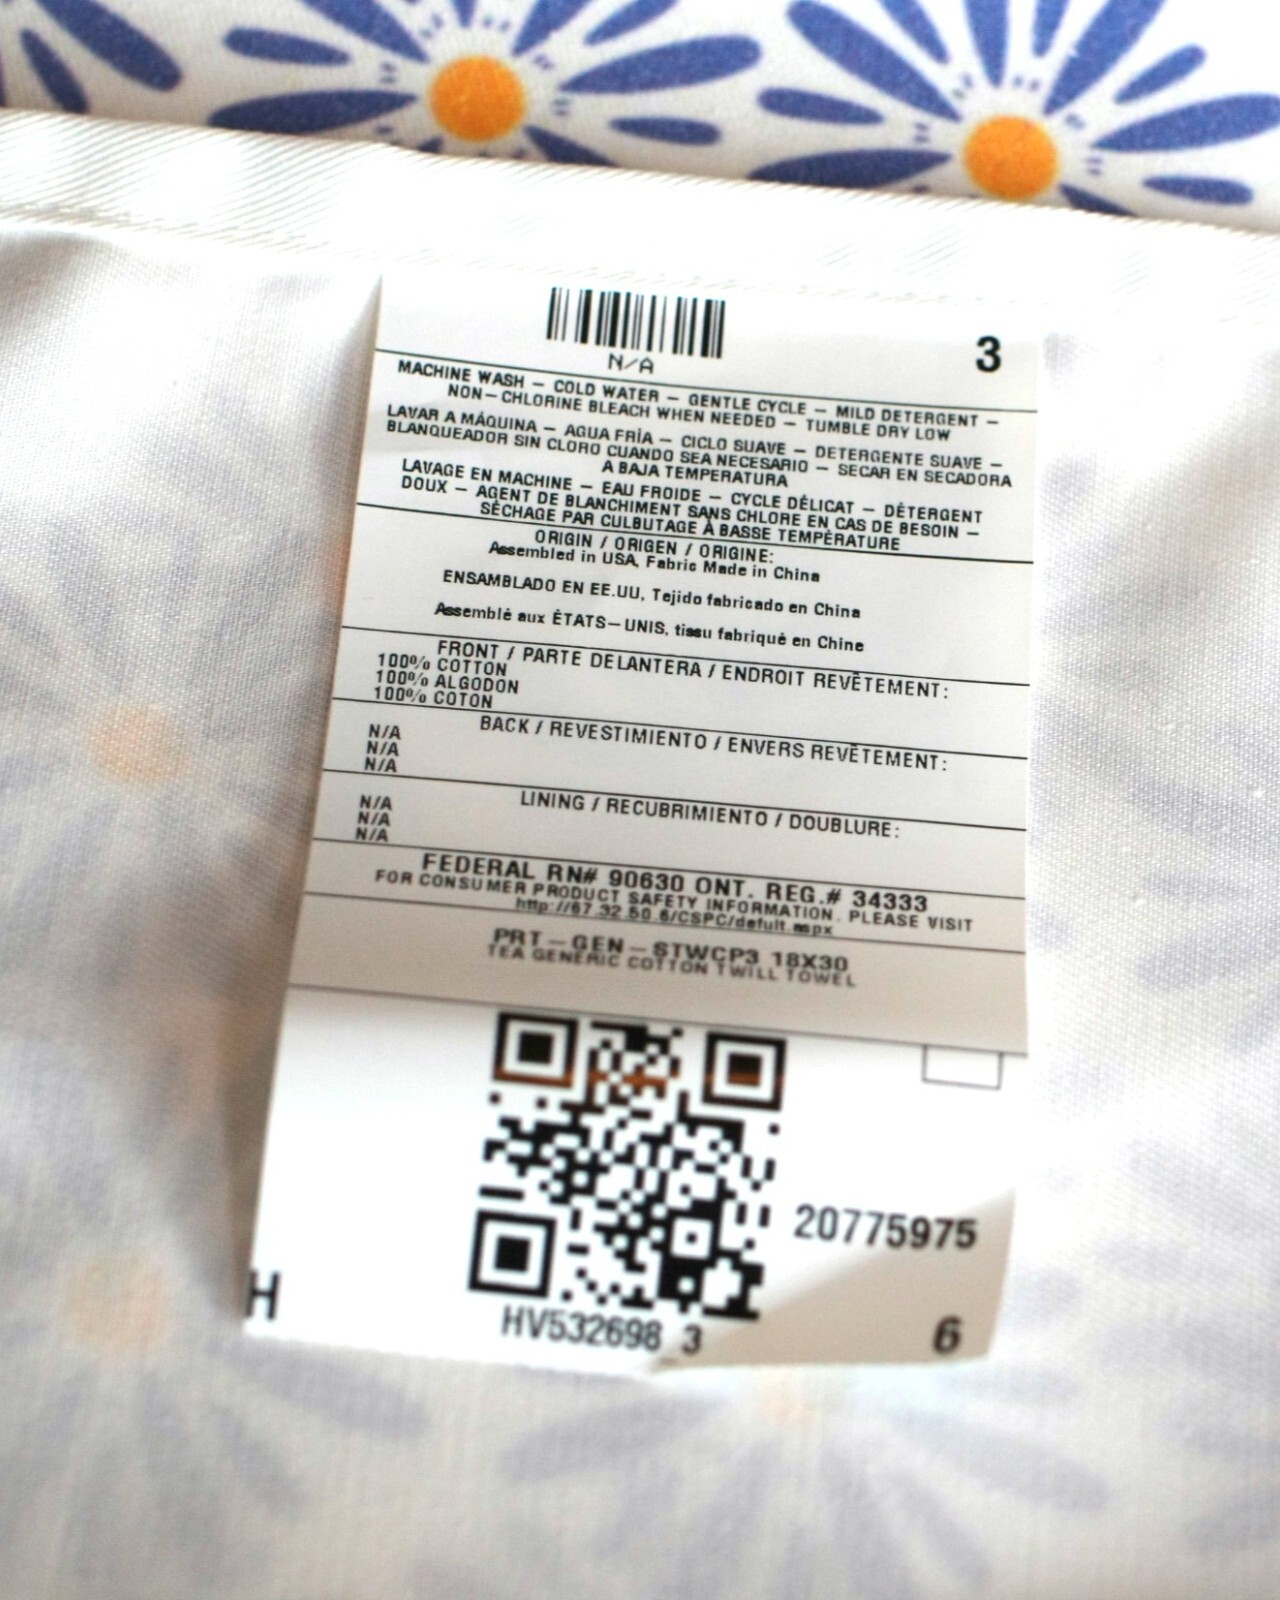 3
N/A
MACHINE WASH — COLD WATER — GENTLE CYCLE — MILD DETERGENT —
NON—CHLORINE BLEACH WHEN NEEDED — TUMBLE DRY LOW
LAVAR A MÁQUINA — AGUA FRÍA — CICLO SUAVE — DETERGENTE SUAVE —
BLANQUEADOR SIN CLORO CUANDO SEA NECESARIO — SECAR EN SECADORA
A BAJA TEMPERATURA
LAVAGE EN MACHINE — EAU FROIDE — CYCLE DÉLICAT — DÉTERGENT
DOUX — AGENT DE BLANCHIMENT SANS CHLORE EN CAS DE BESOIN —
SÉCHAGE PAR CULBUTAGE À BASSE TEMPÉRATURE
ORIGIN / ORIGEN / ORIGINE:
Assembled in USA, Fabric Made in China
ENSAMBLADO EN EE.UU, Tejido fabricado en China
Assemblé aux ÉTATS—UNIS, tissu fabriqué en Chine
FRONT / PARTE DELANTERA / ENDROIT REVÊTEMENT:
100% COTTON
100% ALGODON
100% COTON
BACK / REVESTIMIENTO / ENVERS REVÊTEMENT:
N/A
N/A
N/A
LINING / RECUBRIMIENTO / DOUBLURE:
N/A
N/A
N/A
FEDERAL RN# 90630 ONT. REG.# 34333
FOR CONSUMER PRODUCT SAFETY INFORMATION. PLEASE VISIT
http://67.32.50.6/CSPC/defult.aspx
PRT—GEN—STWCP3 18X30
TEA GENERIC COTTON TWILL TOWEL
20775975
H
HV532698 3
6